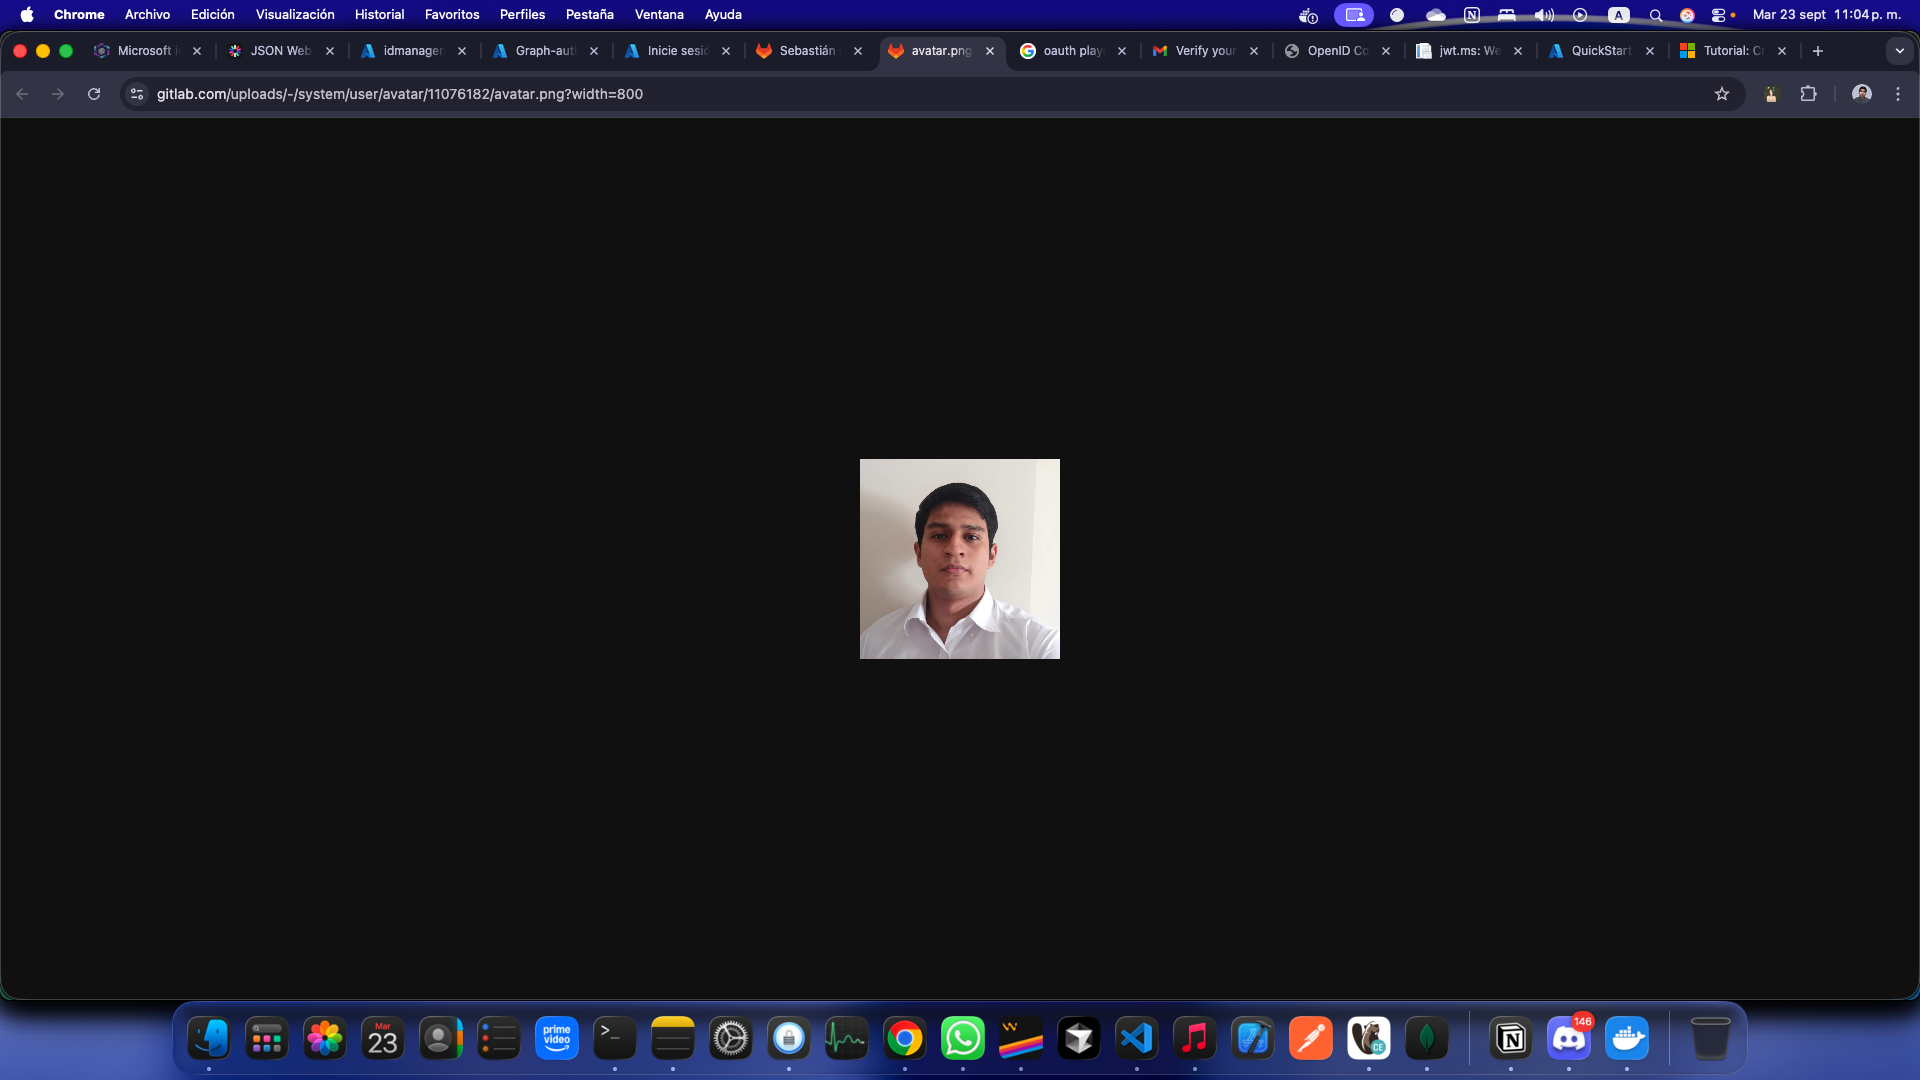 Chrome Archivo Edición Visualización Historial Favoritos Perfiles Pestaña Ventana Ayuda
A
Mar 23 sept 11:04 p. m.
Microsoft i
JSON Web
idmanager
Graph-aut
Inicie sesi
Sebastián
avatar.png
oauth play
Verify your
OpenID Co
jwt.ms: We
QuickStart
Tutorial: C
gitlab.com/uploads/-/system/user/avatar/11076182/avatar.png?width=800
Mar
23
prime
video
CE
146